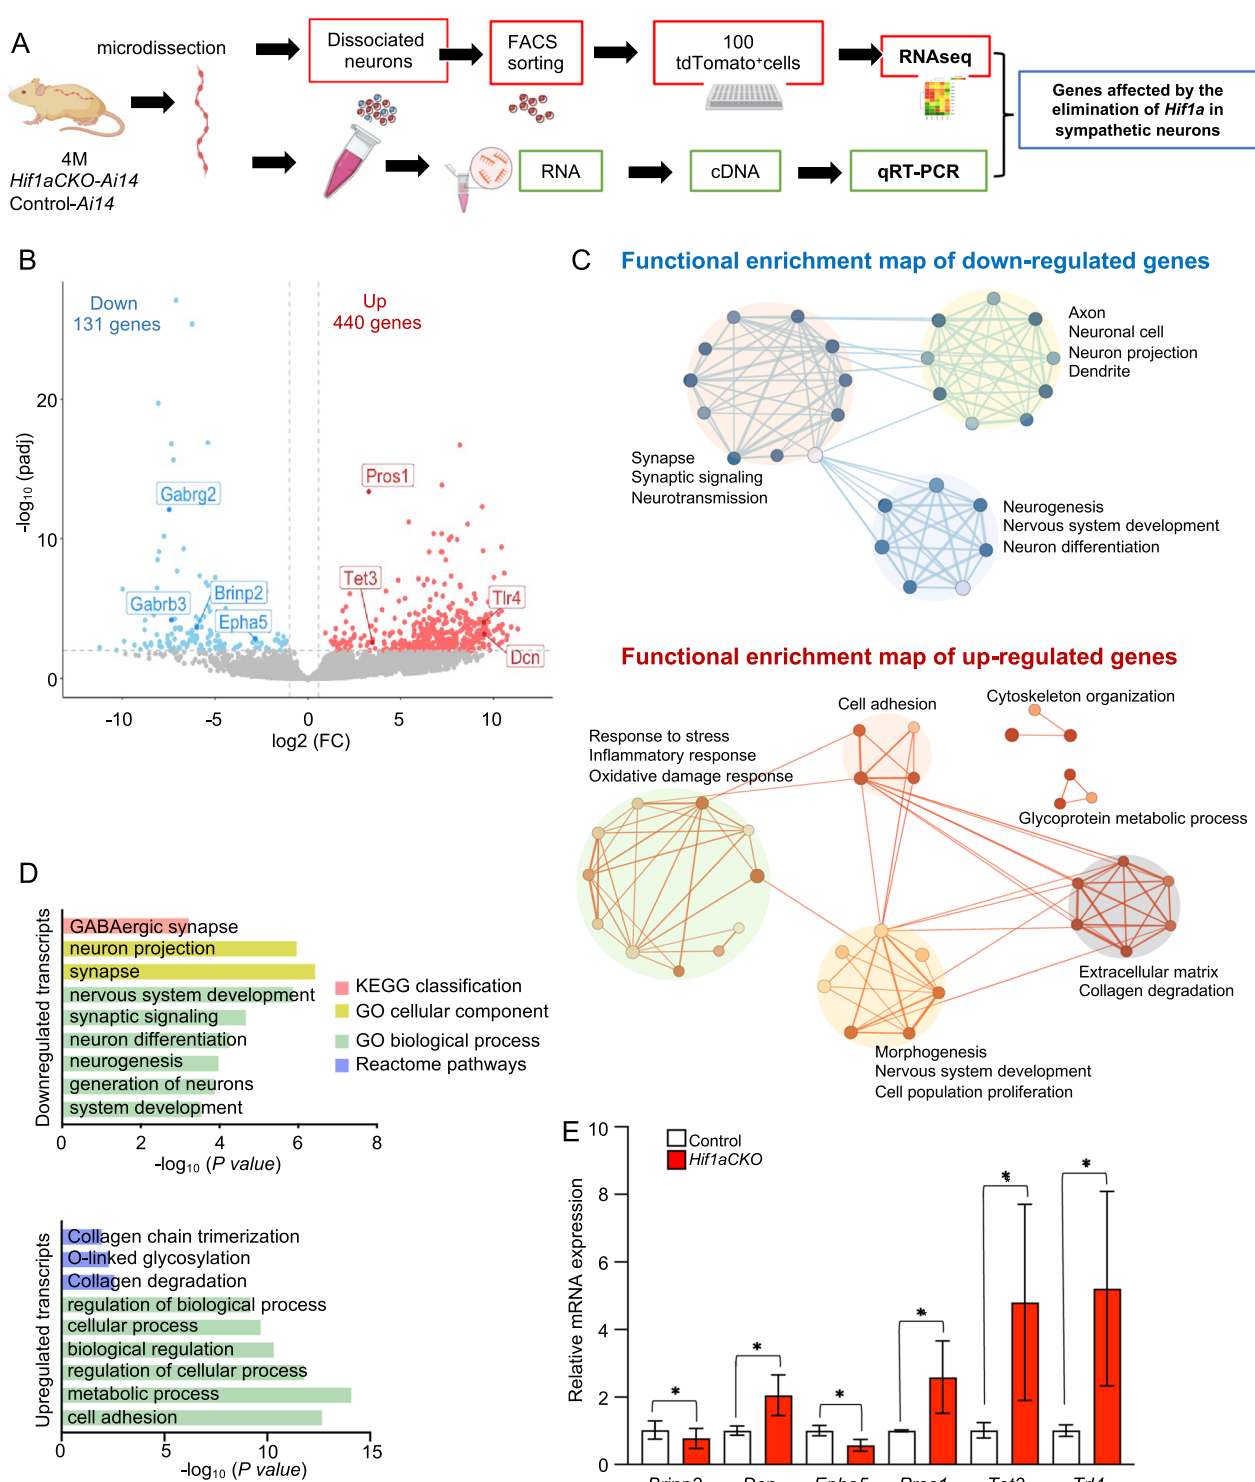 A
microdissection
Dissociated
neurons
FACS
sorting
100
tdTomato⁺cells
RNAseq
Genes affected by the
elimination of Hif1a in
sympathetic neurons
4M
Hif1aCKO-Ai14
Control-Ai14
RNA
cDNA
qRT-PCR
B
Down
131 genes
Up
440 genes
-log₁₀ (padj)
20
10
0
Pros1
Gabrg2
Tet3
Brinp2
Gabrb3
Epha5
Tlr4
Dcn
-10
-5
0
5
10
log2 (FC)
C
Functional enrichment map of down-regulated genes
Axon
Neuronal cell
Neuron projection
Dendrite
Synapse
Synaptic signaling
Neurotransmission
Neurogenesis
Nervous system development
Neuron differentiation
Functional enrichment map of up-regulated genes
Cell adhesion
Cytoskeleton organization
Response to stress
Inflammatory response
Oxidative damage response
Glycoprotein metabolic process
Extracellular matrix
Collagen degradation
Morphogenesis
Nervous system development
Cell population proliferation
D
Downregulated transcripts
GABAergic synapse
neuron projection
synapse
nervous system development
synaptic signaling
neuron differentiation
neurogenesis
generation of neurons
system development
0
2
4
6
8
-log₁₀ (P value)
KEGG classification
GO cellular component
GO biological process
Reactome pathways
Upregulated transcripts
Collagen chain trimerization
O-linked glycosylation
Collagen degradation
regulation of biological process
cellular process
biological regulation
regulation of cellular process
metabolic process
cell adhesion
0
5
10
15
-log₁₀ (P value)
E
Relative mRNA expression
10
8
6
4
2
0
Control
Hif1aCKO
*
*
*
*
*
*
Brinp2
Dcn
Epha5
Pros1
Tet3
Trl4